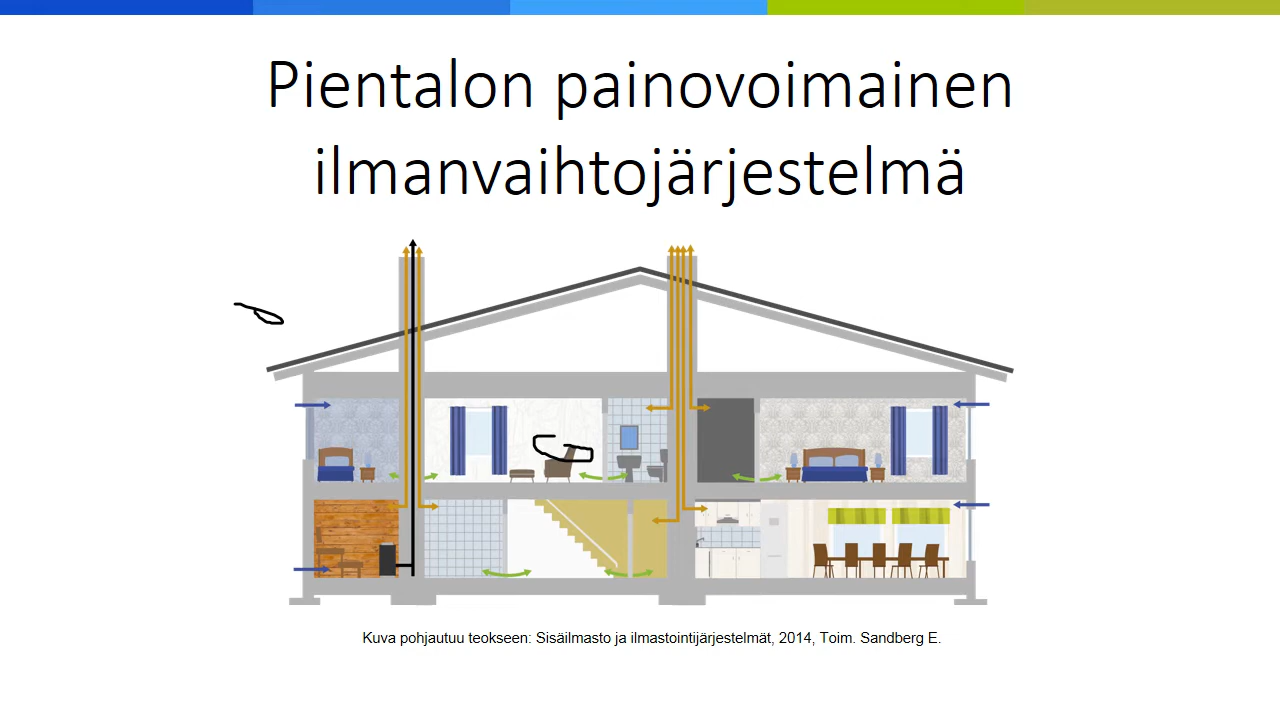 Pientalon painovoimainen
ilmanvaihtojärjestelmä
Kuva pohjautuu teokseen: Sisäilmasto ja ilmastointijärjestelmät, 2014, Toim. Sandberg E.